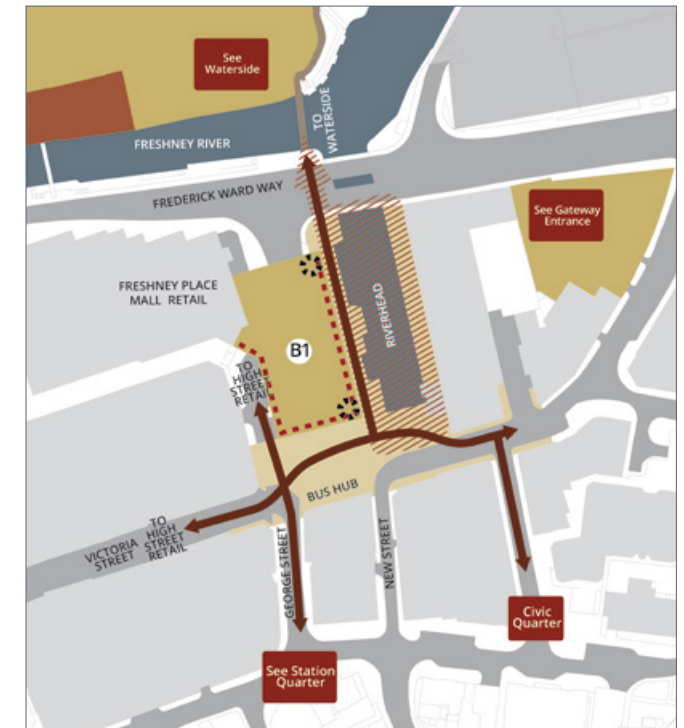 See
Waterside
TO
WATERSIDE
FRESHNEY RIVER
FREDERICK WARD WAY
See Gateway
Entrance
FRESHNEY PLACE
MALL RETAIL
RIVERHEAD
B1
TO
HIGH
STREET
RETAIL
BUS HUB
TO
HIGH
STREET
RETAIL
VICTORIA
STREET
GEORGE STREET
NEW STREET
Civic
Quarter
See Station
Quarter